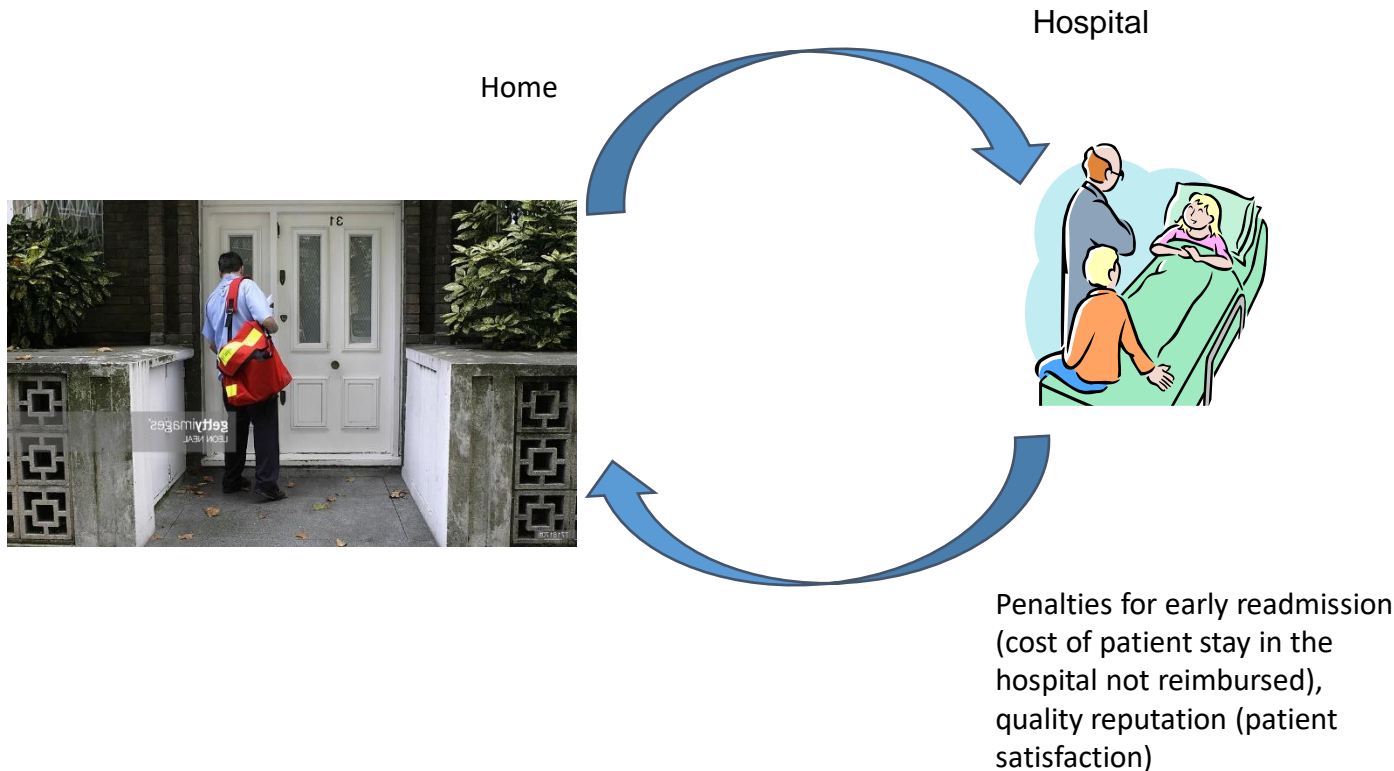 Hospital
Home
31
gettyimages®
LEON NEAL
Penalties for early readmission
(cost of patient stay in the
hospital not reimbursed),
quality reputation (patient
satisfaction)